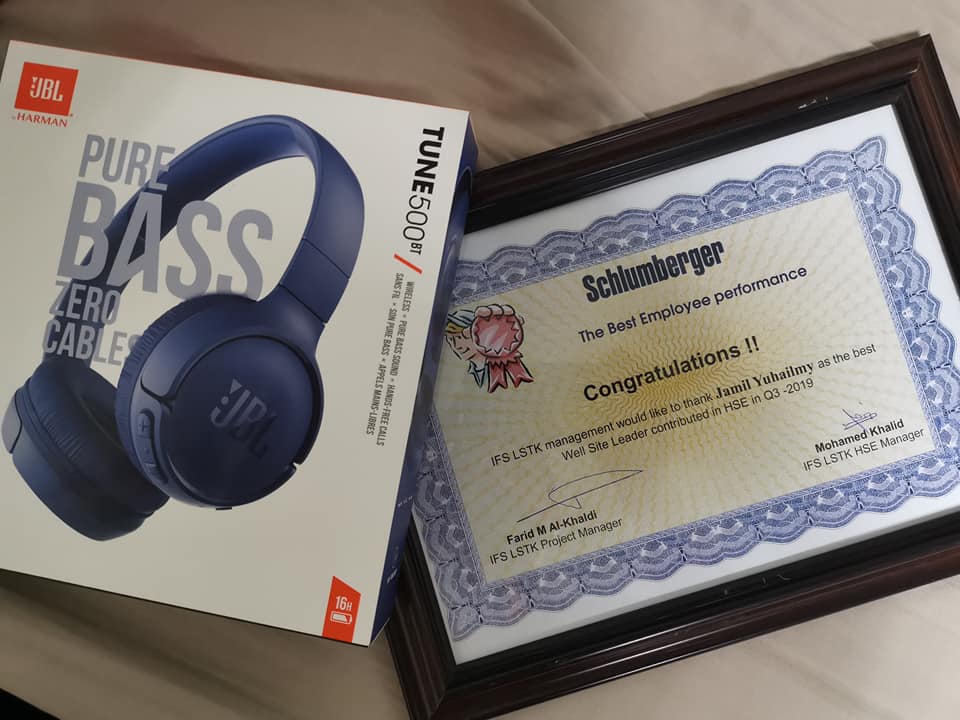 JBL
by HARMAN
PURE
BASS
ZERO
CABLES
TUNE500BT
WIRELESS • PURE BASS SOUND • HANDS-FREE CALLS
SANS FIL • SON PURE BASS • APPELS MAINS-LIBRES
JBL
16H
Schlumberger
The Best Employee performance
Congratulations !!
IFS LSTK management would like to thank Jamil Yuhailmy as the best
Well Site Leader contributed in HSE in Q3 -2019
Farid M Al-Khaldi
IFS LSTK Project Manager
Mohamed Khalid
IFS LSTK HSE Manager